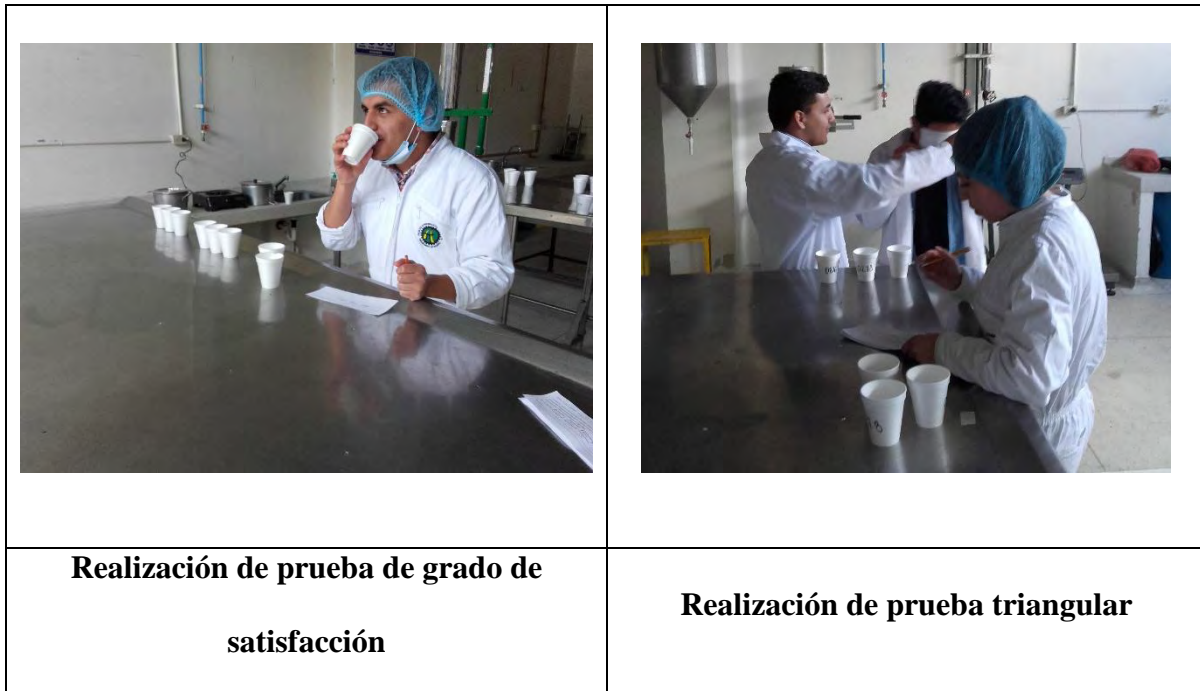 Realización de prueba de grado de
satisfacción
Realización de prueba triangular